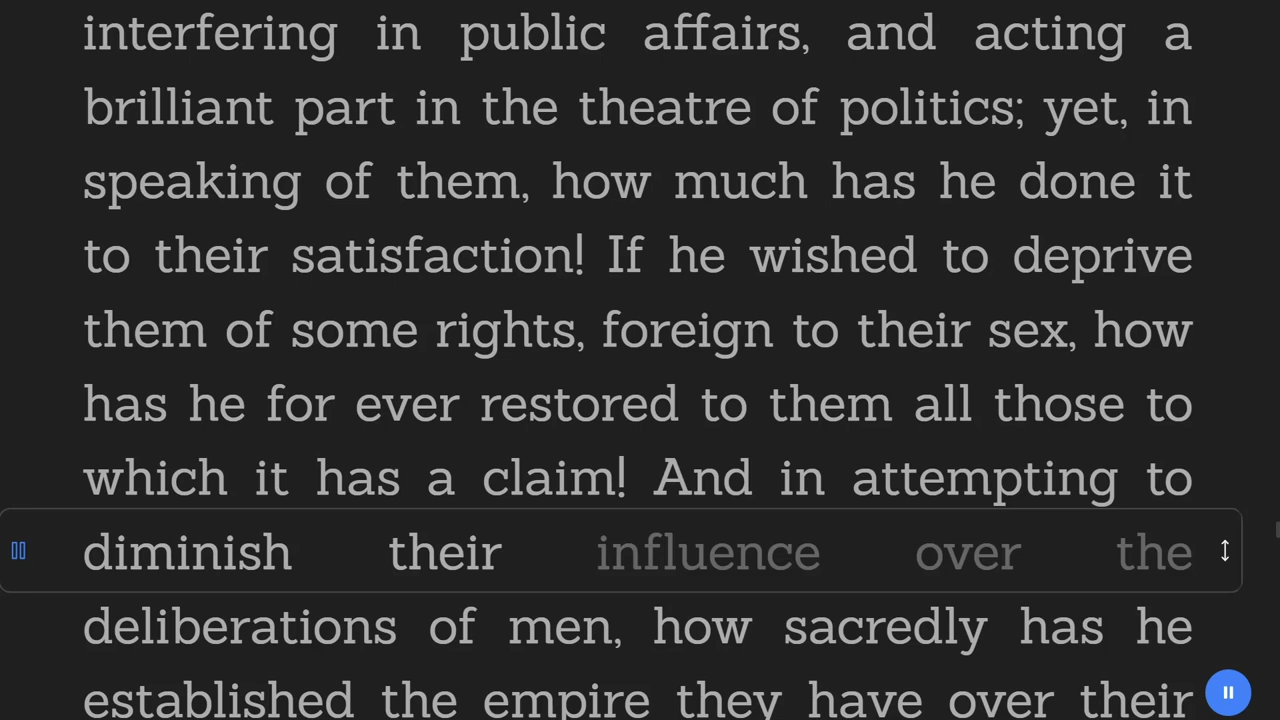 interfering in public affairs, and acting a
brilliant part in the theatre of politics; yet, in
speaking of them, how much has he done it
to their satisfaction! If he wished to deprive
them of some rights, foreign to their sex, how
has he for ever restored to them all those to
which it has a claim! And in attempting to
diminish their influence over the
deliberations of men, how sacredly has he
established the empire they have over their